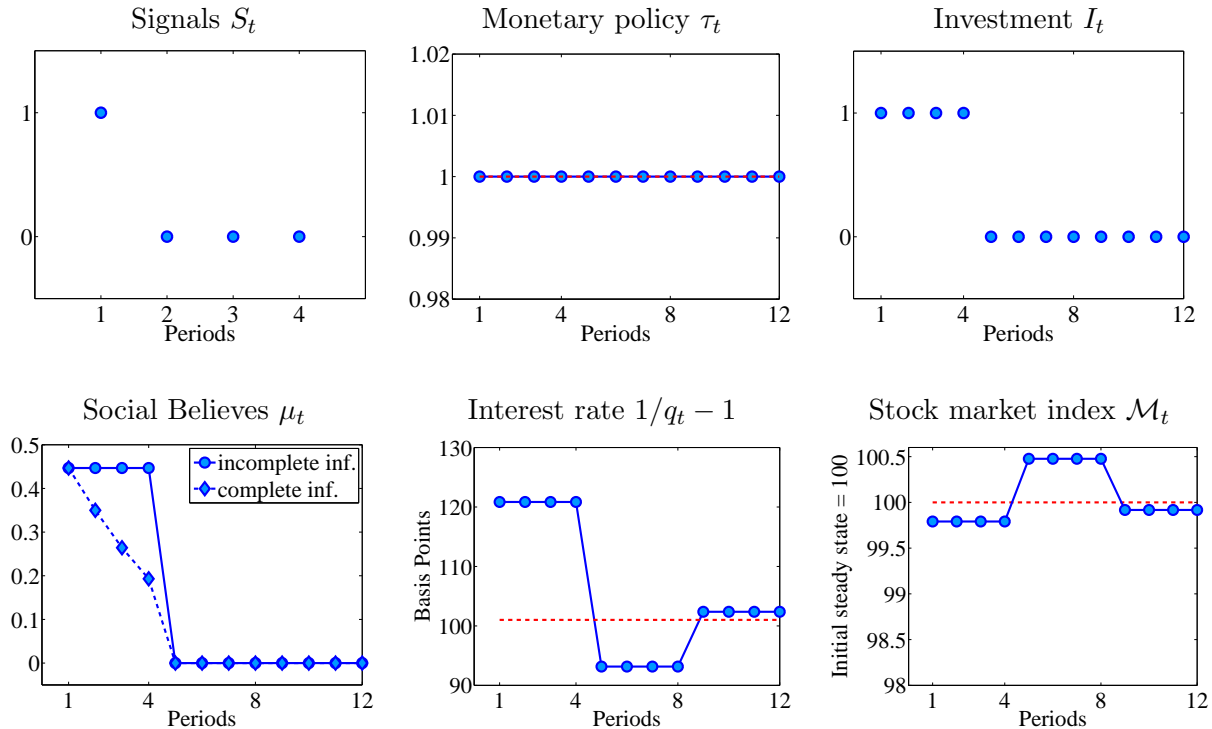 Signals S_t
1
0
1 2 3 4
Periods
Monetary policy τ_t
1.02
1.01
1
0.99
0.98
1 4 8 12
Periods
Investment I_t
1
0
1 4 8 12
Periods
Social Believes μ_t
0.5
0.4
0.3
0.2
0.1
0
incomplete inf.
complete inf.
1 4 8 12
Periods
Interest rate 1/q_t − 1
Basis Points
130
120
110
100
90
1 4 8 12
Periods
Stock market index ℳ_t
Initial steady state = 100
100.5
100
99.5
99
98.5
98
1 4 8 12
Periods